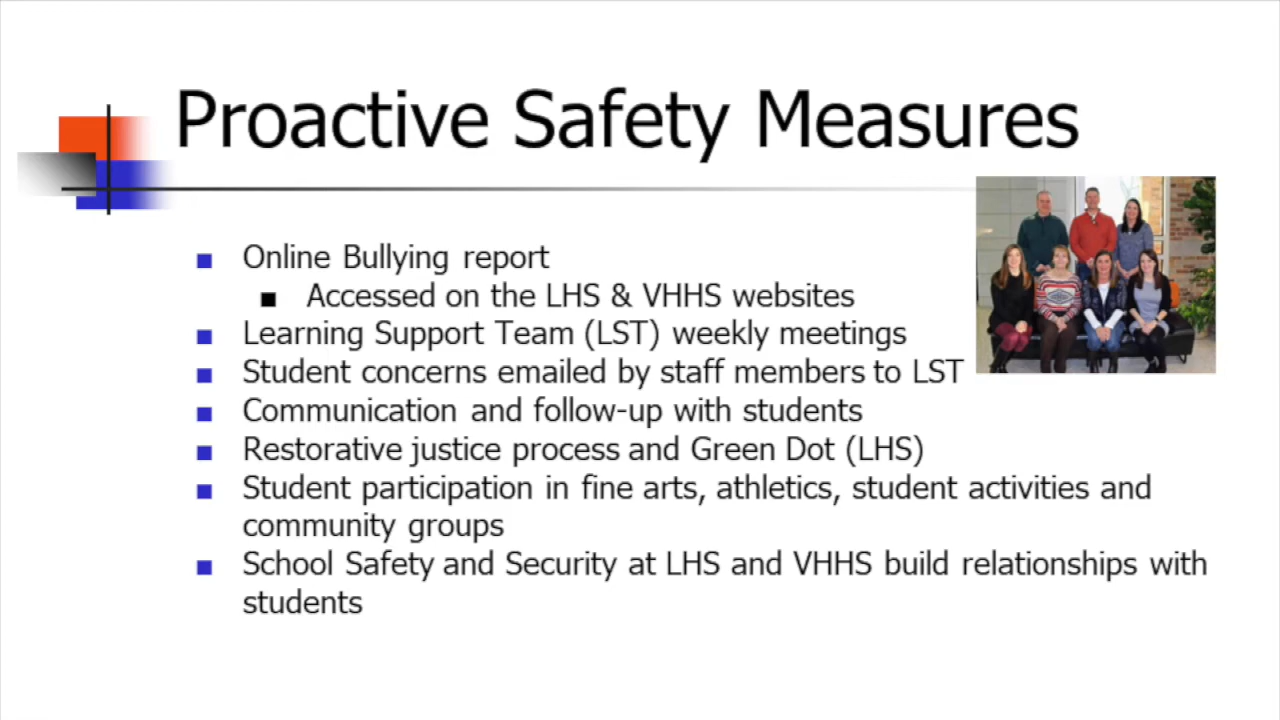 Proactive Safety Measures
Online Bullying report
Accessed on the LHS & VHHS websites
Learning Support Team (LST) weekly meetings
Student concerns emailed by staff members to LST
Communication and follow-up with students
Restorative justice process and Green Dot (LHS)
Student participation in fine arts, athletics, student activities and
community groups
School Safety and Security at LHS and VHHS build relationships with
students